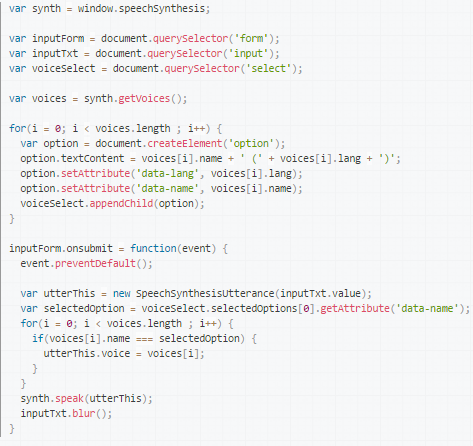 var synth = window.speechSynthesis;

var inputForm = document.querySelector('form');
var inputTxt = document.querySelector('input');
var voiceSelect = document.querySelector('select');

var voices = synth.getVoices();

for(i = 0; i < voices.length ; i++) {
  var option = document.createElement('option');
  option.textContent = voices[i].name + ' (' + voices[i].lang + ')';
  option.setAttribute('data-lang', voices[i].lang);
  option.setAttribute('data-name', voices[i].name);
  voiceSelect.appendChild(option);
}

inputForm.onsubmit = function(event) {
  event.preventDefault();

  var utterThis = new SpeechSynthesisUtterance(inputTxt.value);
  var selectedOption = voiceSelect.selectedOptions[0].getAttribute('data-name');
  for(i = 0; i < voices.length ; i++) {
    if(voices[i].name === selectedOption) {
      utterThis.voice = voices[i];
    }
  }
  synth.speak(utterThis);
  inputTxt.blur();
}